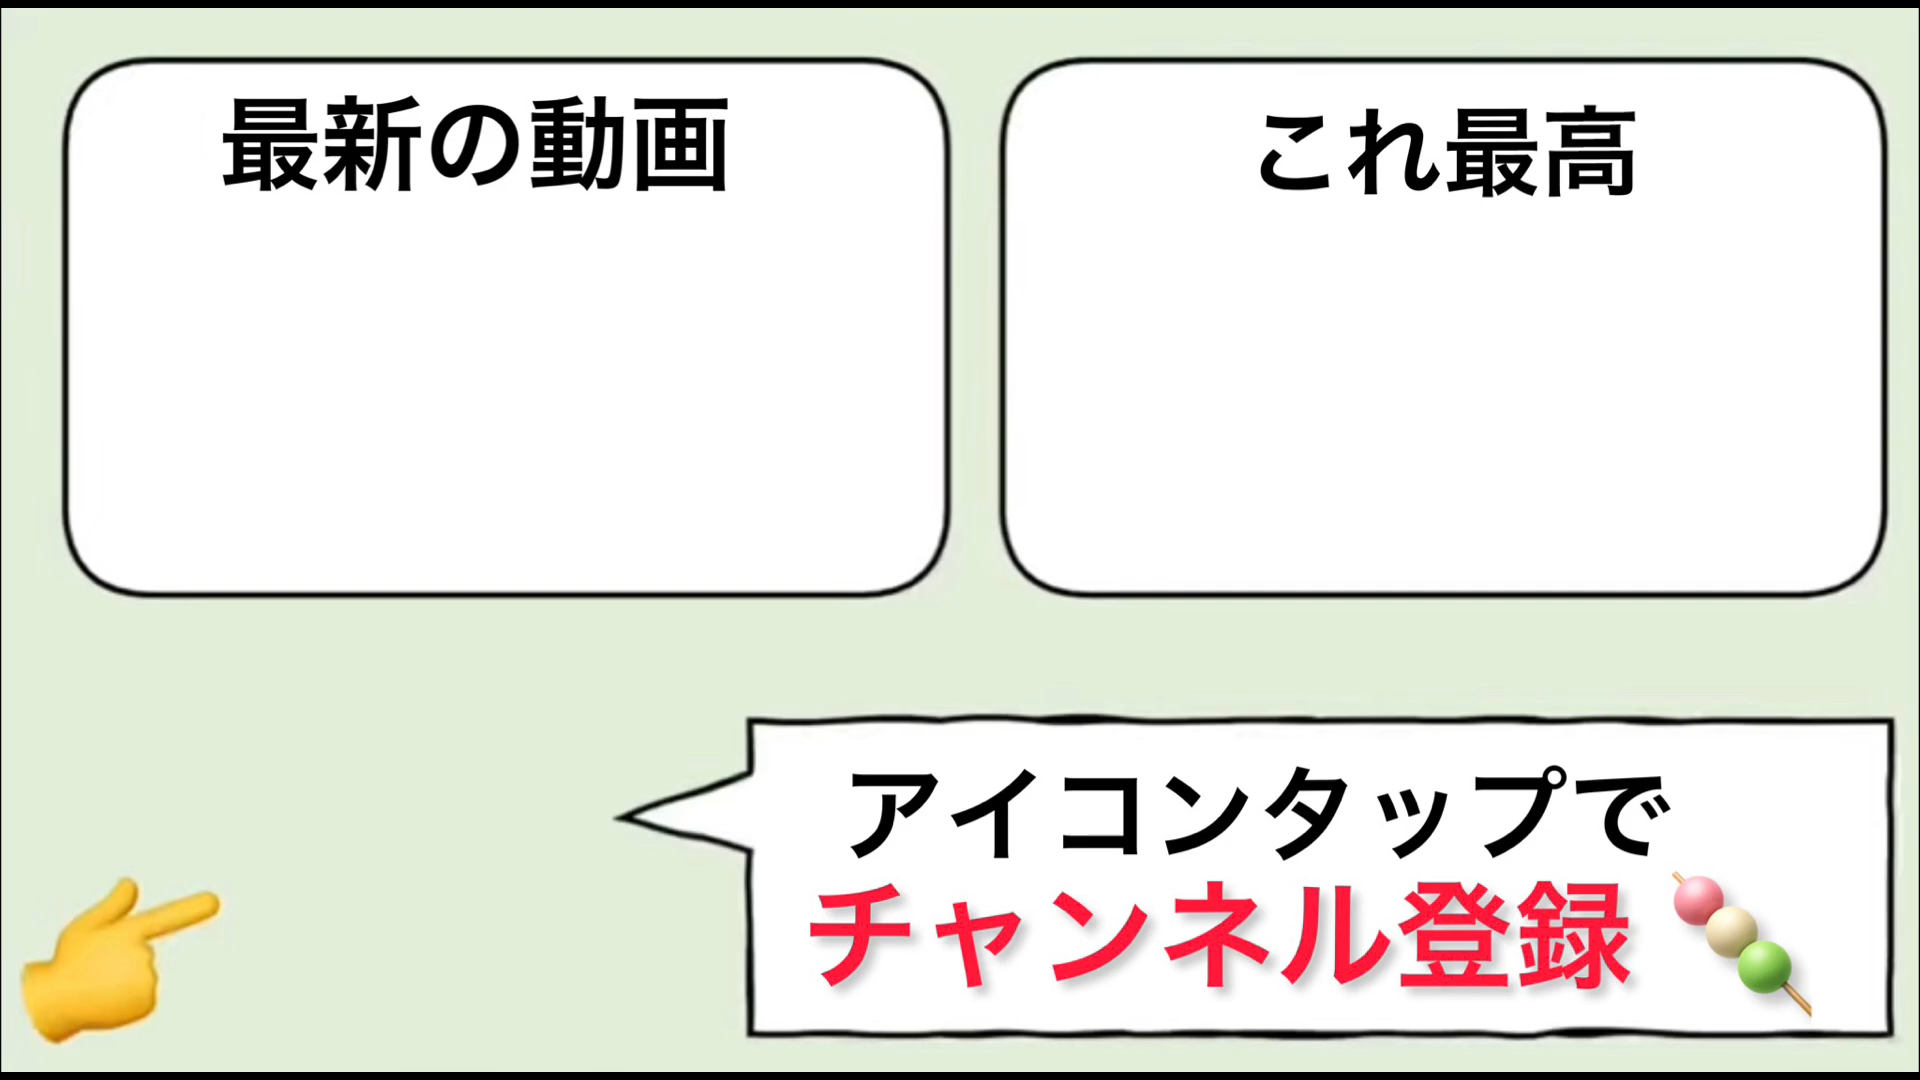 最新の動画
これ最高
アイコンタップで
チャンネル登録